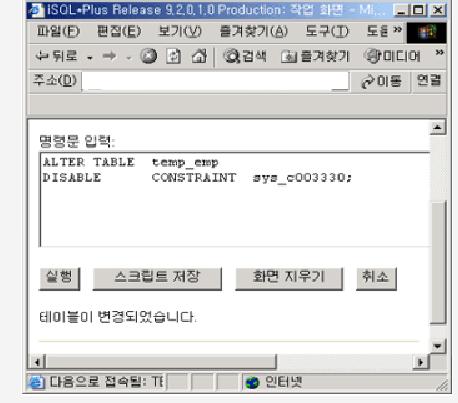 iSQL*Plus Release 9.2.0.1.0 Production: 작업 화면 - Mi...
파일(F) 편집(E) 보기(V) 즐겨찾기(A) 도구(T) 도움 »
뒤로 검색 즐겨찾기 미디어 »
주소(D) 이동 연결
명령문 입력:
ALTER TABLE temp_emp
DISABLE CONSTRAINT sys_c003330;
실행 스크립트 저장 화면 지우기 취소
테이블이 변경되었습니다.
다음으로 접속됨: TE 인터넷